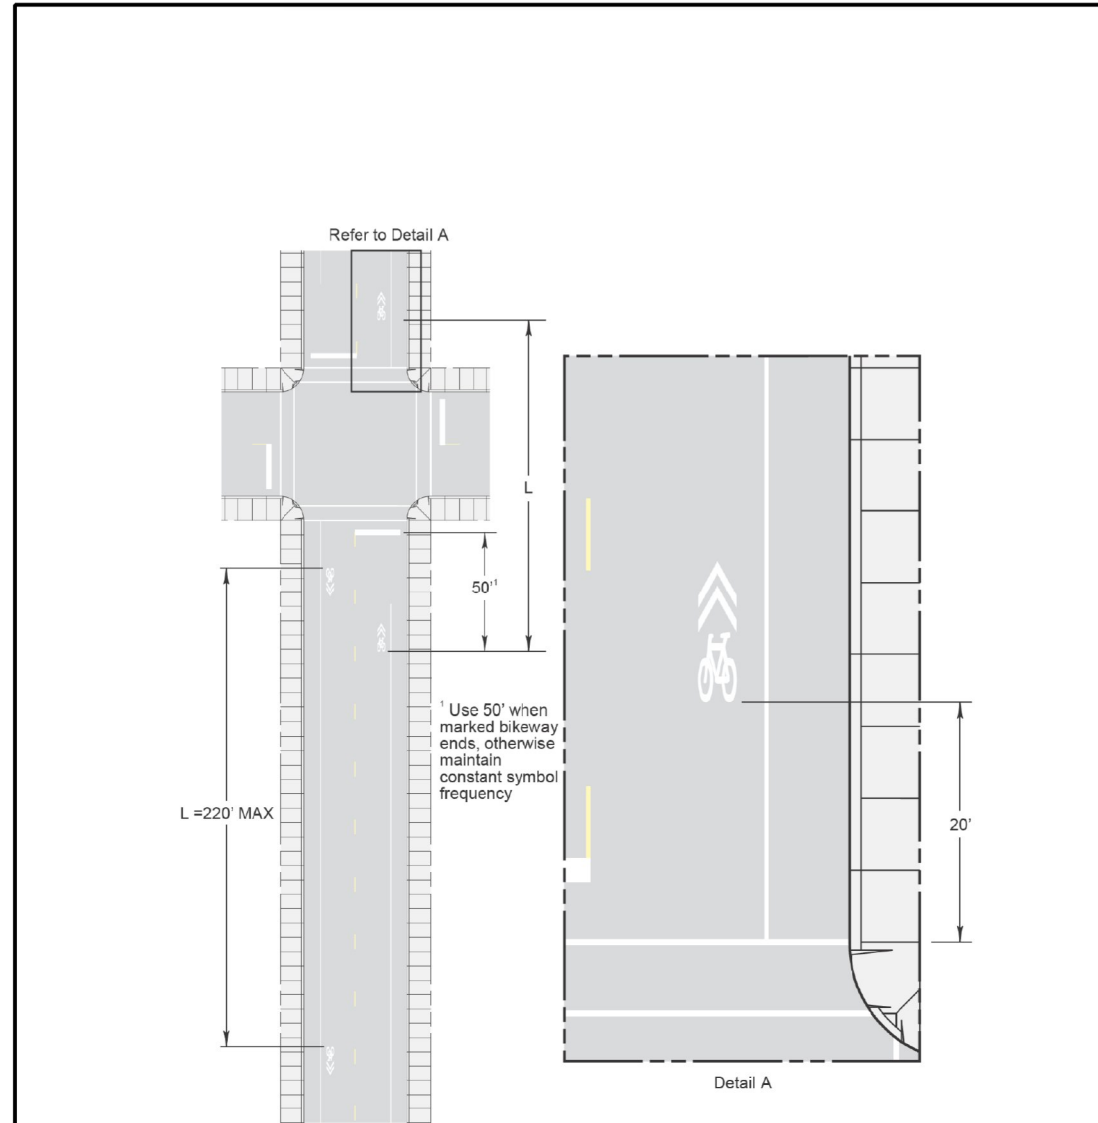 Refer to Detail A
L
50'¹
¹ Use 50' when
marked bikeway
ends, otherwise
maintain
constant symbol
frequency
L =220' MAX
20'
Detail A